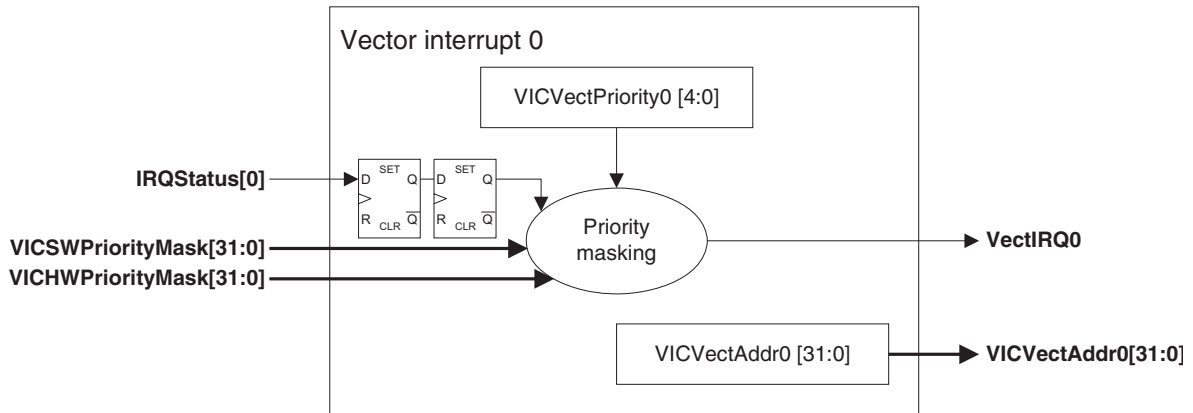 Vector interrupt 0
VICVectPriority0 [4:0]
IRQStatus[0]
SET
D Q
R Q
CLR
SET
D Q
R Q
CLR
VICSWPriorityMask[31:0]
VICHWPriorityMask[31:0]
Priority
masking
VectIRQ0
VICVectAddr0 [31:0]
VICVectAddr0[31:0]